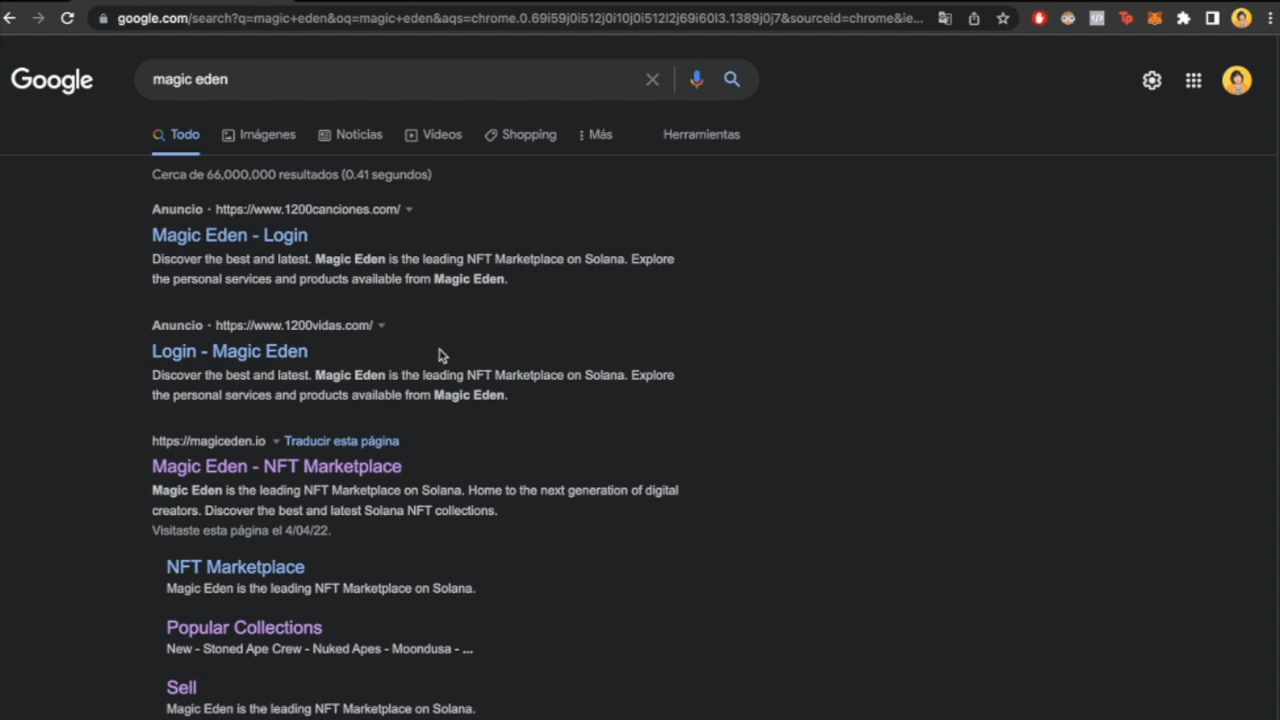 google.com/search?q=magic+eden&oq=magic+eden&aqs=chrome.0.69i59j0i512j0i10j0i512l2j69i60l3.1389j0j7&sourceid=chrome&ie...
Google
magic eden
Todo
Imágenes
Noticias
Videos
Shopping
Más
Herramientas
Cerca de 66,000,000 resultados (0.41 segundos)
Anuncio · https://www.1200canciones.com/
Magic Eden - Login
Discover the best and latest. Magic Eden is the leading NFT Marketplace on Solana. Explore
the personal services and products available from Magic Eden.
Anuncio · https://www.1200vidas.com/
Login - Magic Eden
Discover the best and latest. Magic Eden is the leading NFT Marketplace on Solana. Explore
the personal services and products available from Magic Eden.
https://magiceden.io Traducir esta página
Magic Eden - NFT Marketplace
Magic Eden is the leading NFT Marketplace on Solana. Home to the next generation of digital
creators. Discover the best and latest Solana NFT collections.
Visitaste esta página el 4/04/22.
NFT Marketplace
Magic Eden is the leading NFT Marketplace on Solana.
Popular Collections
New - Stoned Ape Crew - Nuked Apes - Moondusa - ...
Sell
Magic Eden is the leading NFT Marketplace on Solana.